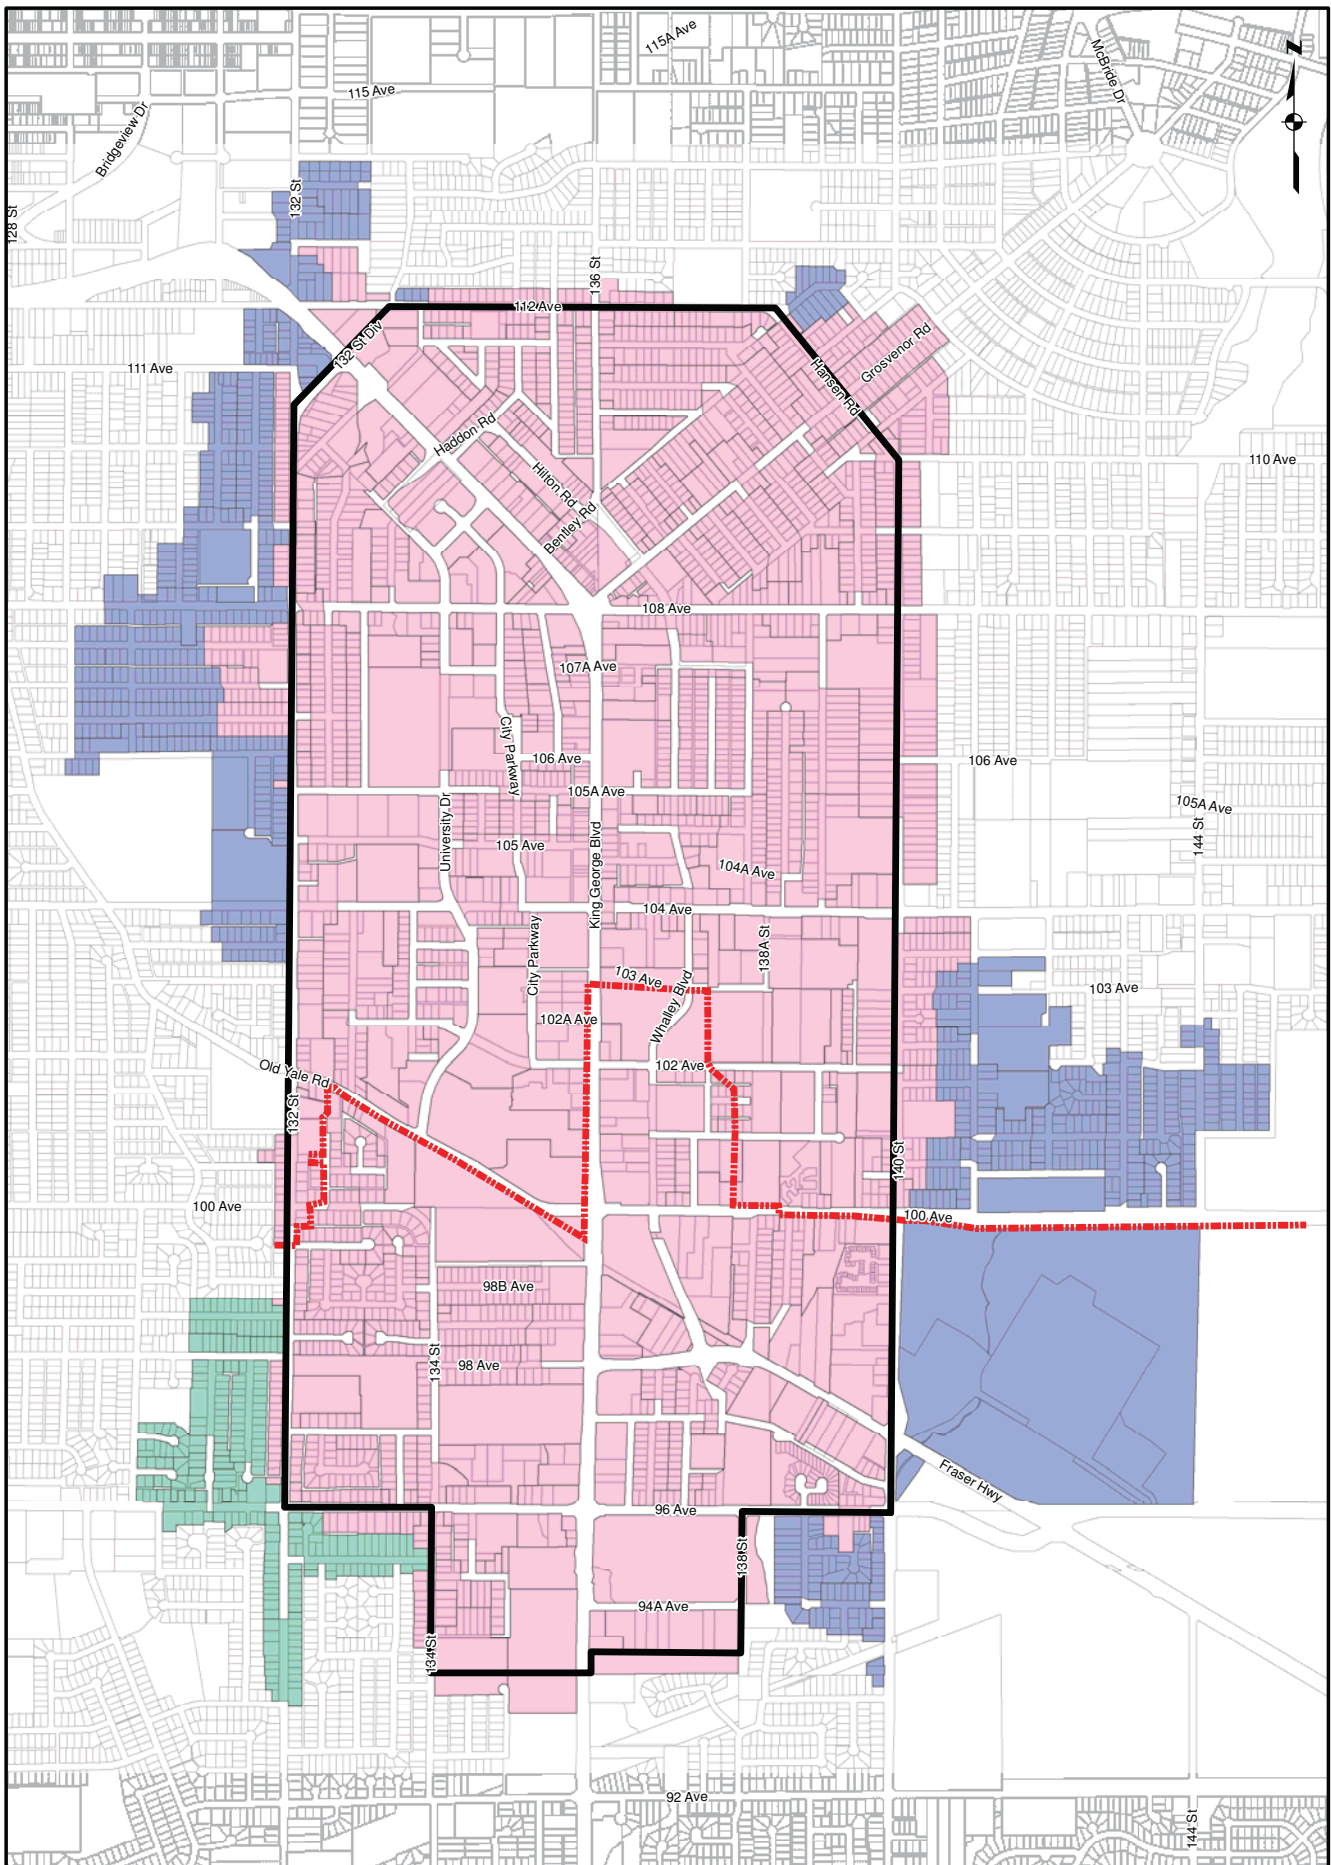 115A Ave
McBride Dr
N
115 Ave
Bridgeview Dr
132 St
128 St
136 St
112 Ave
132 St Div
Grosvenor Rd
111 Ave
Hansen Rd
Haddon Rd
110 Ave
Hilton Rd
Bentley Rd
108 Ave
107A Ave
City Parkway
106 Ave
106 Ave
105A Ave
105A Ave
University Dr
King George Blvd
144 St
105 Ave
104A Ave
104 Ave
City Parkway
138A St
103 Ave
103 Ave
Whalley Blvd
102A Ave
102 Ave
Old Yale Rd
132 St
140 St
100 Ave
100 Ave
98B Ave
134 St
98 Ave
Fraser Hwy
96 Ave
138 St
94A Ave
134 St
92 Ave
144 St